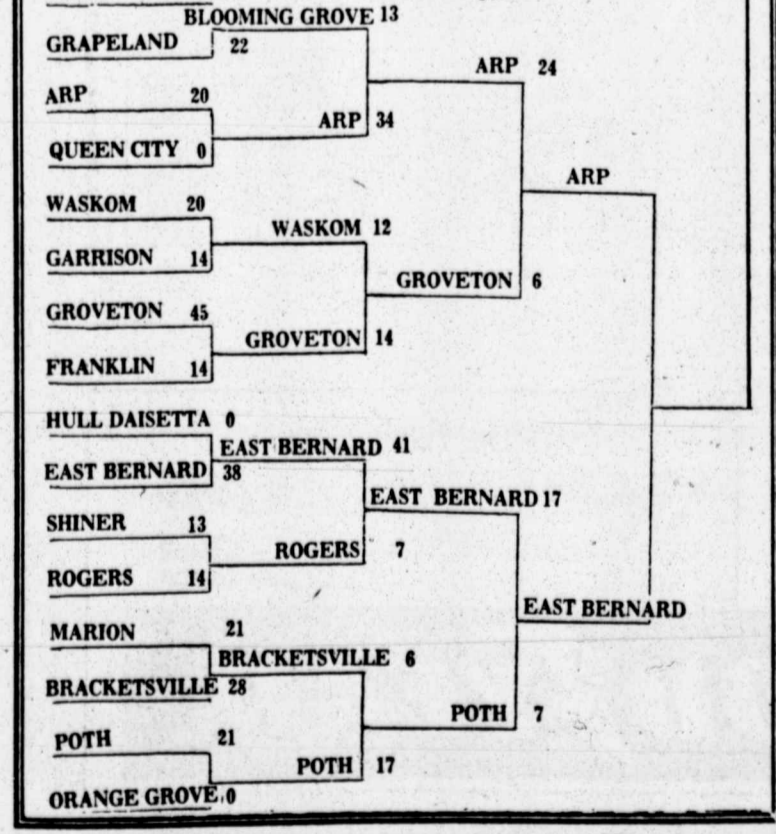 BLOOMING GROVE 13
GRAPELAND 22
ARP 24
ARP 20
ARP 34
QUEEN CITY 0
ARP
WASKOM 20
WASKOM 12
GARRISON 14
GROVETON 6
GROVETON 45
GROVETON 14
FRANKLIN 14
HULL DAISETTA 0
EAST BERNARD 41
EAST BERNARD 38
EAST BERNARD 17
SHINER 13
ROGERS 7
ROGERS 14
EAST BERNARD
MARION 21
BRACKETSVILLE 6
BRACKETSVILLE 28
POTH 7
POTH 21
POTH 17
ORANGE GROVE 0